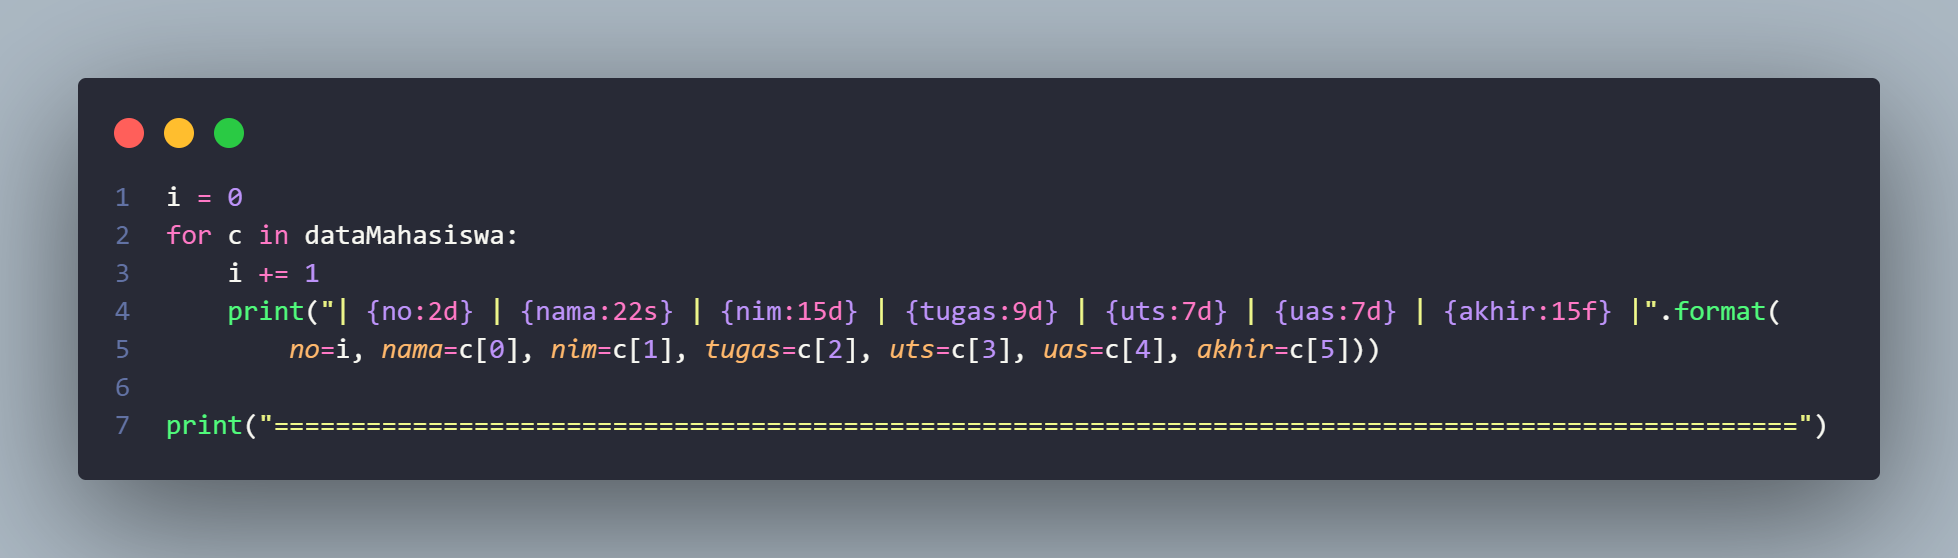 1 i = 0
2 for c in dataMahasiswa:
3     i += 1
4     print("| {no:2d} | {nama:22s} | {nim:15d} | {tugas:9d} | {uts:7d} | {uas:7d} | {akhir:15f} |".format(
5         no=i, nama=c[0], nim=c[1], tugas=c[2], uts=c[3], uas=c[4], akhir=c[5]))
6
7 print("===================================================================================================")